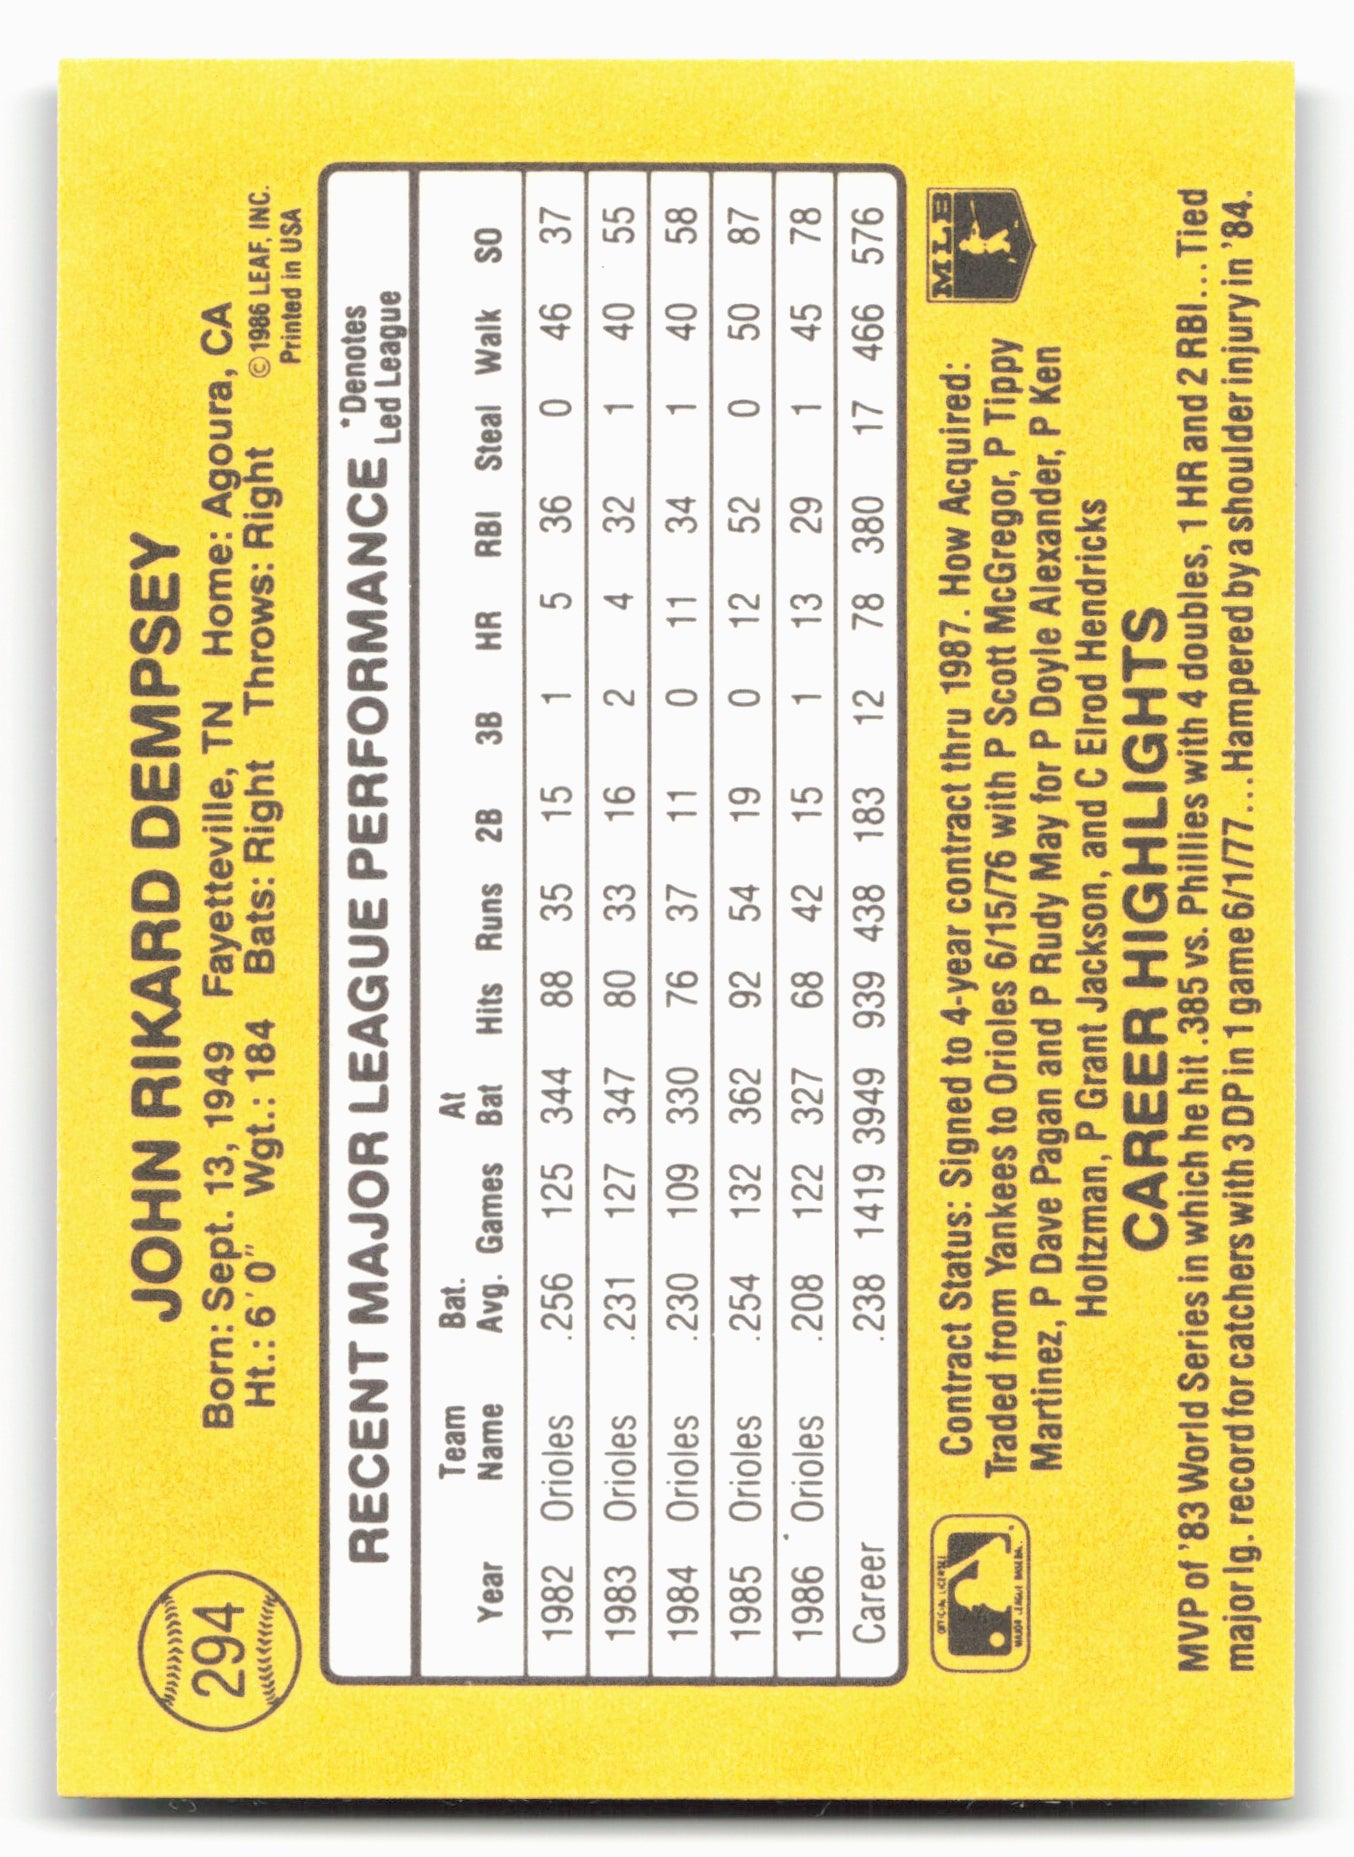 294
JOHN RIKARD DEMPSEY
Born: Sept. 13, 1949 Fayetteville, TN Home: Agoura, CA
Ht.: 6' 0" Wgt.: 184 Bats: Right Throws: Right
©1986 LEAF, INC.
Printed in USA
RECENT MAJOR LEAGUE PERFORMANCE
*Denotes
Led League
Year Team Name Bat. Avg. Games At Bat Hits Runs 2B 3B HR RBI Steal Walk SO
1982 Orioles .256 125 344 88 35 15 1 5 36 0 46 37
1983 Orioles .231 127 347 80 33 16 2 4 32 1 40 55
1984 Orioles .230 109 330 76 37 11 0 11 34 1 40 58
1985 Orioles .254 132 362 92 54 19 0 12 52 0 50 87
1986 Orioles .208 122 327 68 42 15 1 13 29 1 45 78
Career .238 1419 3949 939 438 183 12 78 380 17 466 576
OFFICIAL LICENSEE
MAJOR LEAGUE BASEBALL
Contract Status: Signed to 4-year contract thru 1987. How Acquired:
Traded from Yankees to Orioles 6/15/76 with P Scott McGregor, P Tippy
Martinez, P Dave Pagan and P Rudy May for P Doyle Alexander, P Ken
Holtzman, P Grant Jackson, and C Elrod Hendricks
MLB
CAREER HIGHLIGHTS
MVP of '83 World Series in which he hit .385 vs. Phillies with 4 doubles, 1 HR and 2 RBI... Tied
major lg. record for catchers with 3 DP in 1 game 6/1/77... Hampered by a shoulder injury in '84.